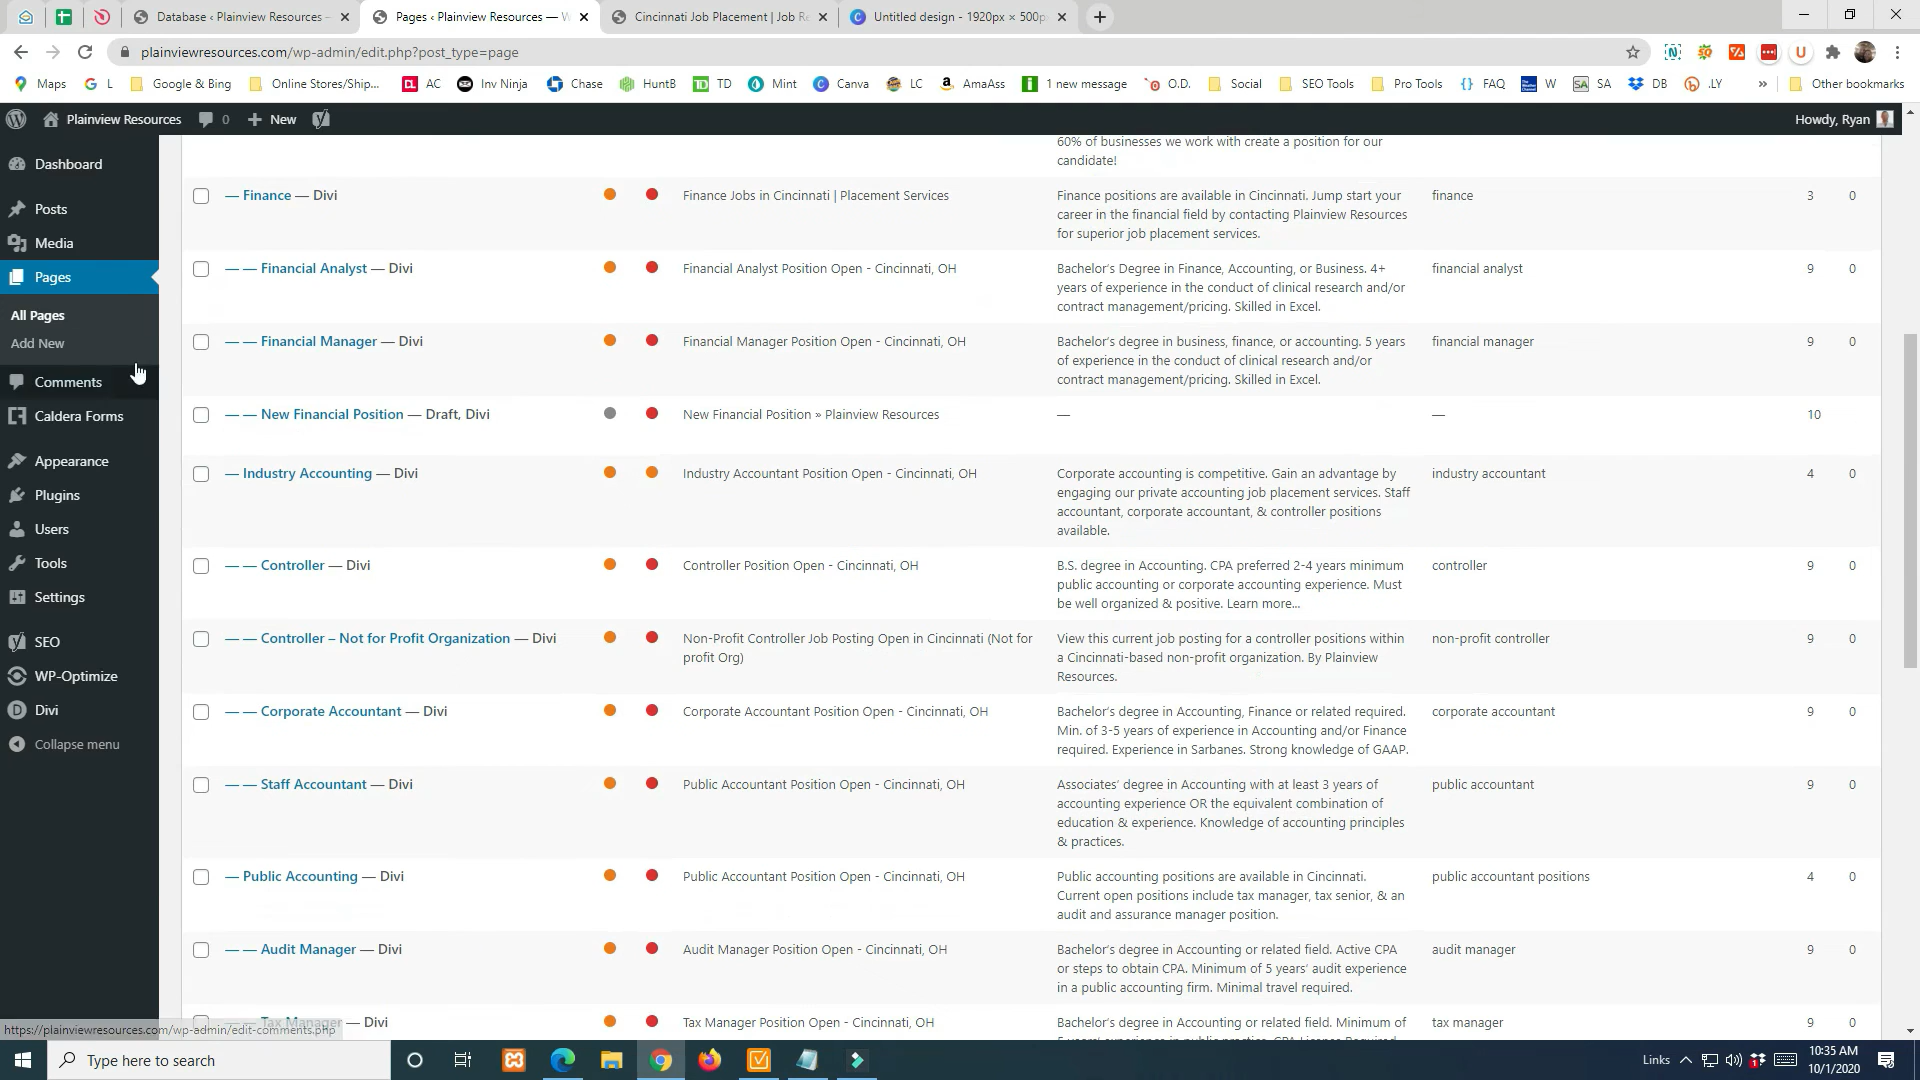 Database ‹ Plainview Resources —
Pages ‹ Plainview Resources — W
Cincinnati Job Placement | Job Re
Untitled design - 1920px × 500p
plainviewresources.com/wp-admin/edit.php?post_type=page
Maps
L
Google & Bing
Online Stores/Ship...
AC
Inv Ninja
Chase
HuntB
TD
Mint
Canva
LC
AmaAss
1 new message
O.D.
Social
SEO Tools
Pro Tools
FAQ
W
SA
DB
.LY
»
Other bookmarks
Plainview Resources
0
New
Howdy, Ryan
Dashboard
Posts
Media
Pages
All Pages
Add New
Comments
Caldera Forms
Appearance
Plugins
Users
Tools
Settings
SEO
WP-Optimize
Divi
Collapse menu
60% of businesses we work with create a position for our
candidate!
— Finance — Divi
Finance Jobs in Cincinnati | Placement Services
Finance positions are available in Cincinnati. Jump start your
career in the financial field by contacting Plainview Resources
for superior job placement services.
finance
3
0
— — Financial Analyst — Divi
Financial Analyst Position Open - Cincinnati, OH
Bachelor's Degree in Finance, Accounting, or Business. 4+
years of experience in the conduct of clinical research and/or
contract management/pricing. Skilled in Excel.
financial analyst
9
0
— — Financial Manager — Divi
Financial Manager Position Open - Cincinnati, OH
Bachelor's degree in business, finance, or accounting. 5 years
of experience in the conduct of clinical research and/or
contract management/pricing. Skilled in Excel.
financial manager
9
0
— — New Financial Position — Draft, Divi
New Financial Position » Plainview Resources
—
—
10
— Industry Accounting — Divi
Industry Accountant Position Open - Cincinnati, OH
Corporate accounting is competitive. Gain an advantage by
engaging our private accounting job placement services. Staff
accountant, corporate accountant, & controller positions
available.
industry accountant
4
0
— — Controller — Divi
Controller Position Open - Cincinnati, OH
B.S. degree in Accounting. CPA preferred 2-4 years minimum
public accounting or corporate accounting experience. Must
be well organized & positive. Learn more...
controller
9
0
— — Controller – Not for Profit Organization — Divi
Non-Profit Controller Job Posting Open in Cincinnati (Not for
profit Org)
View this current job posting for a controller positions within
a Cincinnati-based non-profit organization. By Plainview
Resources.
non-profit controller
9
0
— — Corporate Accountant — Divi
Corporate Accountant Position Open - Cincinnati, OH
Bachelor's degree in Accounting, Finance or related required.
Min. of 3-5 years of experience in Accounting and/or Finance
required. Experience in Sarbanes. Strong knowledge of GAAP.
corporate accountant
9
0
— — Staff Accountant — Divi
Public Accountant Position Open - Cincinnati, OH
Associates' degree in Accounting with at least 3 years of
accounting experience OR the equivalent combination of
education & experience. Knowledge of accounting principles
& practices.
public accountant
9
0
— Public Accounting — Divi
Public Accountant Position Open - Cincinnati, OH
Public accounting positions are available in Cincinnati.
Current open positions include tax manager, tax senior, & an
audit and assurance manager position.
public accountant positions
4
0
— — Audit Manager — Divi
Audit Manager Position Open - Cincinnati, OH
Bachelor's degree in Accounting or related field. Active CPA
or steps to obtain CPA. Minimum of 5 years' audit experience
in a public accounting firm. Minimal travel required.
audit manager
9
0
— — Tax Manager — Divi
Tax Manager Position Open - Cincinnati, OH
Bachelor's degree in Accounting or related field. Minimum of
tax manager
9
0
https://plainviewresources.com/wp-admin/edit-comments.php
Type here to search
Links
10:35 AM
10/1/2020